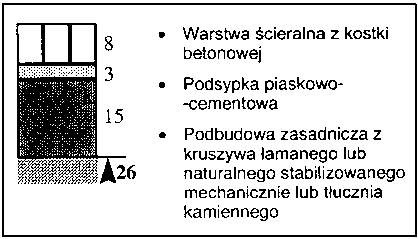 8
3
15
26
• Warstwa ścieralna z kostki
betonowej
• Podsypka piaskowo-
-cementowa
• Podbudowa zasadnicza z
kruszywa łamanego lub
naturalnego stabilizowanego
mechanicznie lub tłucznia
kamiennego